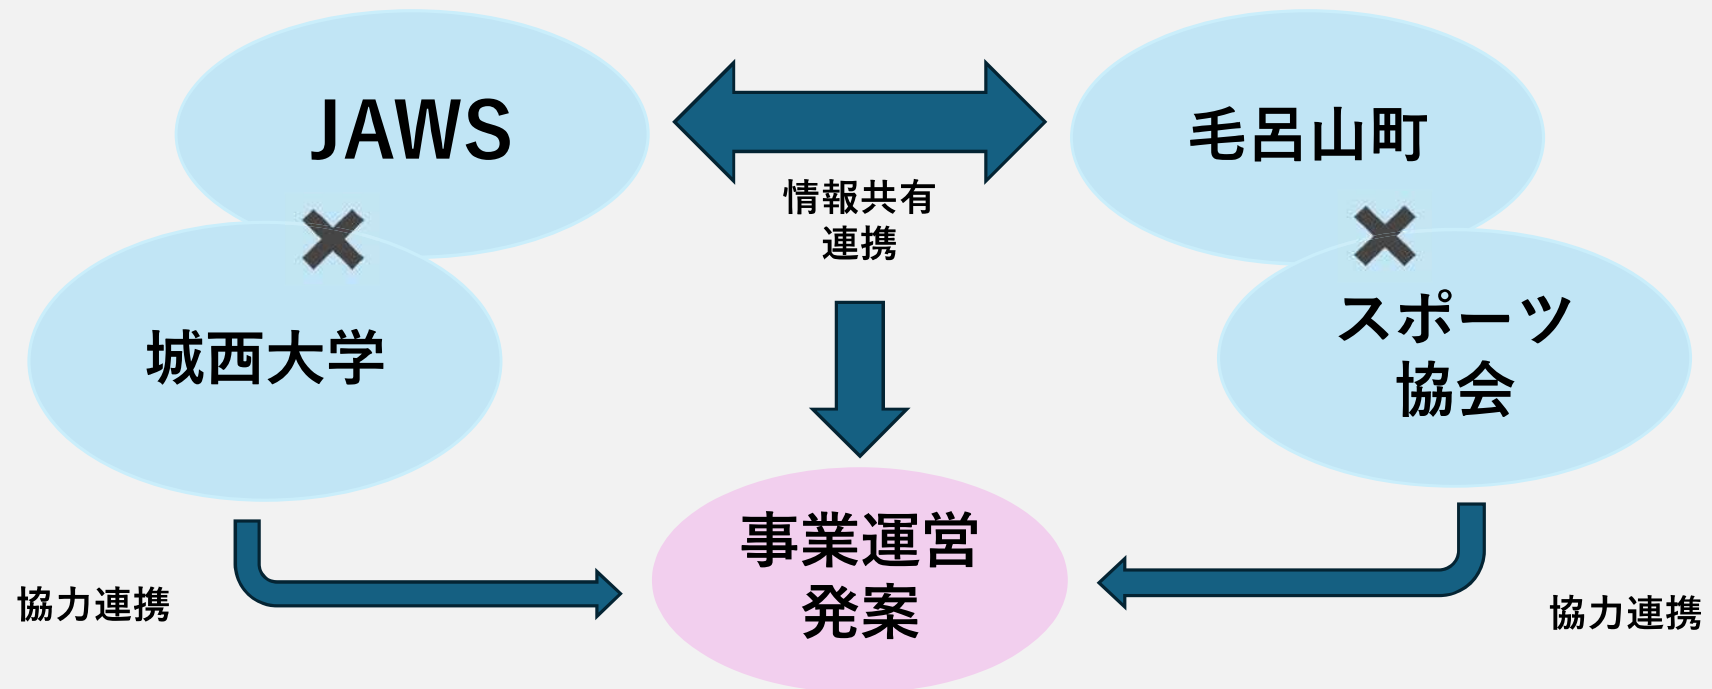 JAWS
毛呂山町
情報共有
連携
城西大学
スポーツ
協会
事業運営
発案
協力連携
協力連携